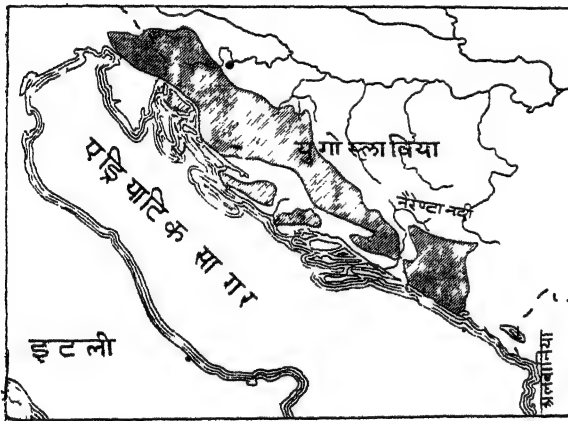 यूगोस्लाविया
नैरेण्टा नदी
एड्रियाटिक सागर
इटली
अलबानिया